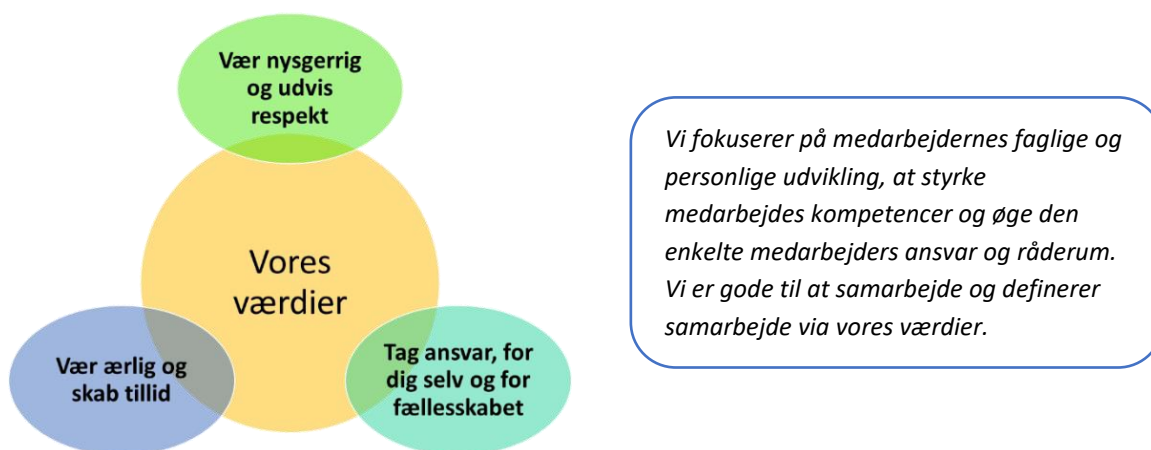 Vær nysgerrig
og udvis
respekt
Vores
værdier
Vær ærlig og
skab tillid
Tag ansvar, for
dig selv og for
fællesskabet
Vi fokuserer på medarbejdernes faglige og
personlige udvikling, at styrke
medarbejdes kompetencer og øge den
enkelte medarbejders ansvar og råderum.
Vi er gode til at samarbejde og definerer
samarbejde via vores værdier.